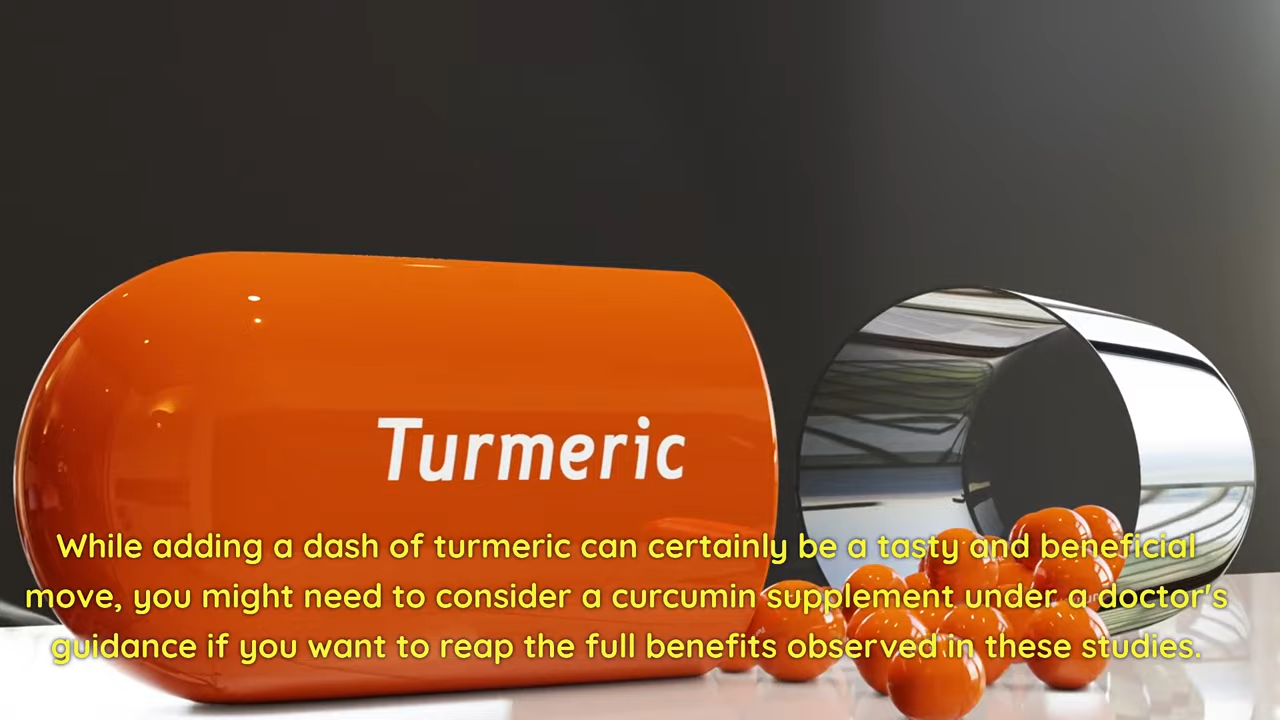 Turmeric
While adding a dash of turmeric can certainly be a tasty and beneficial
move, you might need to consider a curcumin supplement under a doctor's
guidance if you want to reap the full benefits observed in these studies.